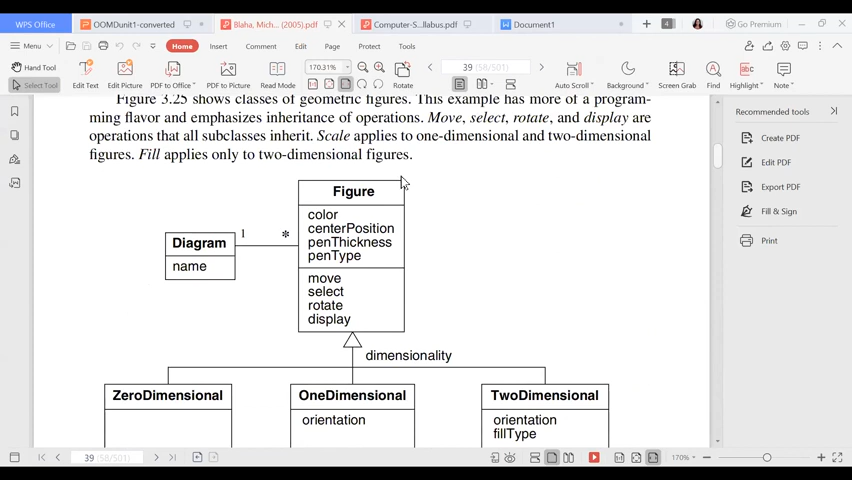 WPS Office
OOMDunit1-converted
Blaha, Mich... (2005).pdf
Computer-S...llabus.pdf
Document1
4
Go Premium
Menu
Home
Insert
Comment
Edit
Page
Protect
Tools
Hand Tool
Select Tool
Edit Text
Edit Picture
PDF to Office
PDF to Picture
Read Mode
170.31%
Rotate
39 (58/501)
Auto Scroll
Background
Screen Grab
Find
Highlight
Note
Figure 3.25 shows classes of geometric figures. This example has more of a program-
ming flavor and emphasizes inheritance of operations. Move, select, rotate, and display are
operations that all subclasses inherit. Scale applies to one-dimensional and two-dimensional
figures. Fill applies only to two-dimensional figures.
Figure
color
centerPosition
penThickness
penType
move
select
rotate
display
Diagram
name
1
*
dimensionality
ZeroDimensional
OneDimensional
orientation
TwoDimensional
orientation
fillType
Recommended tools
Create PDF
Edit PDF
Export PDF
Fill & Sign
Print
39 (58/501)
170%